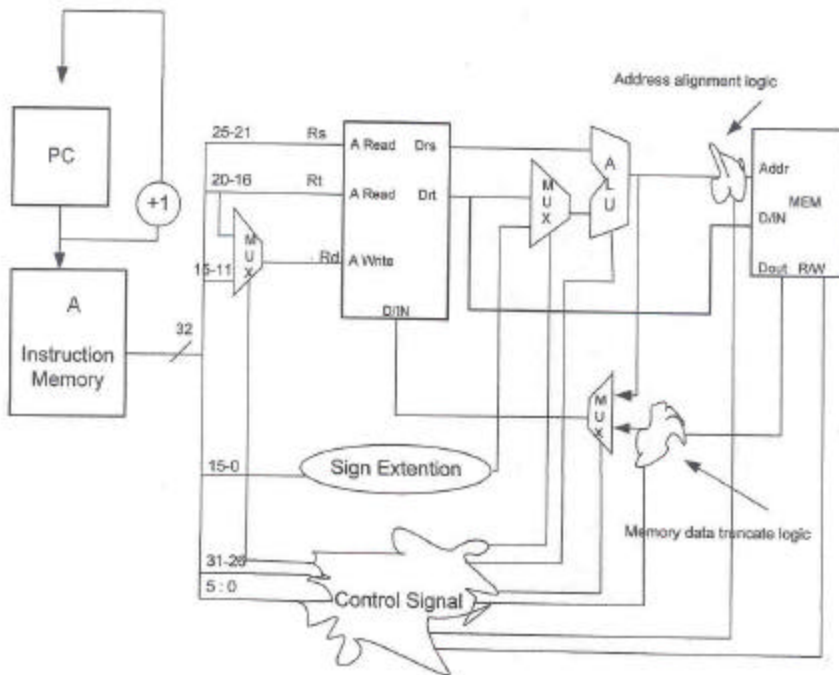 Address alignment logic
PC
+1
25-21
Rs
A Read
Drs
20-16
Rt
A Read
Drt
MUX
15-11
Rd
A Write
D/IN
MUX
ALU
Addr
MEM
D/IN
Dout
R/W
A
Instruction
Memory
32
MUX
15-0
Sign Extention
Memory data truncate logic
5 : 0
Control Signal